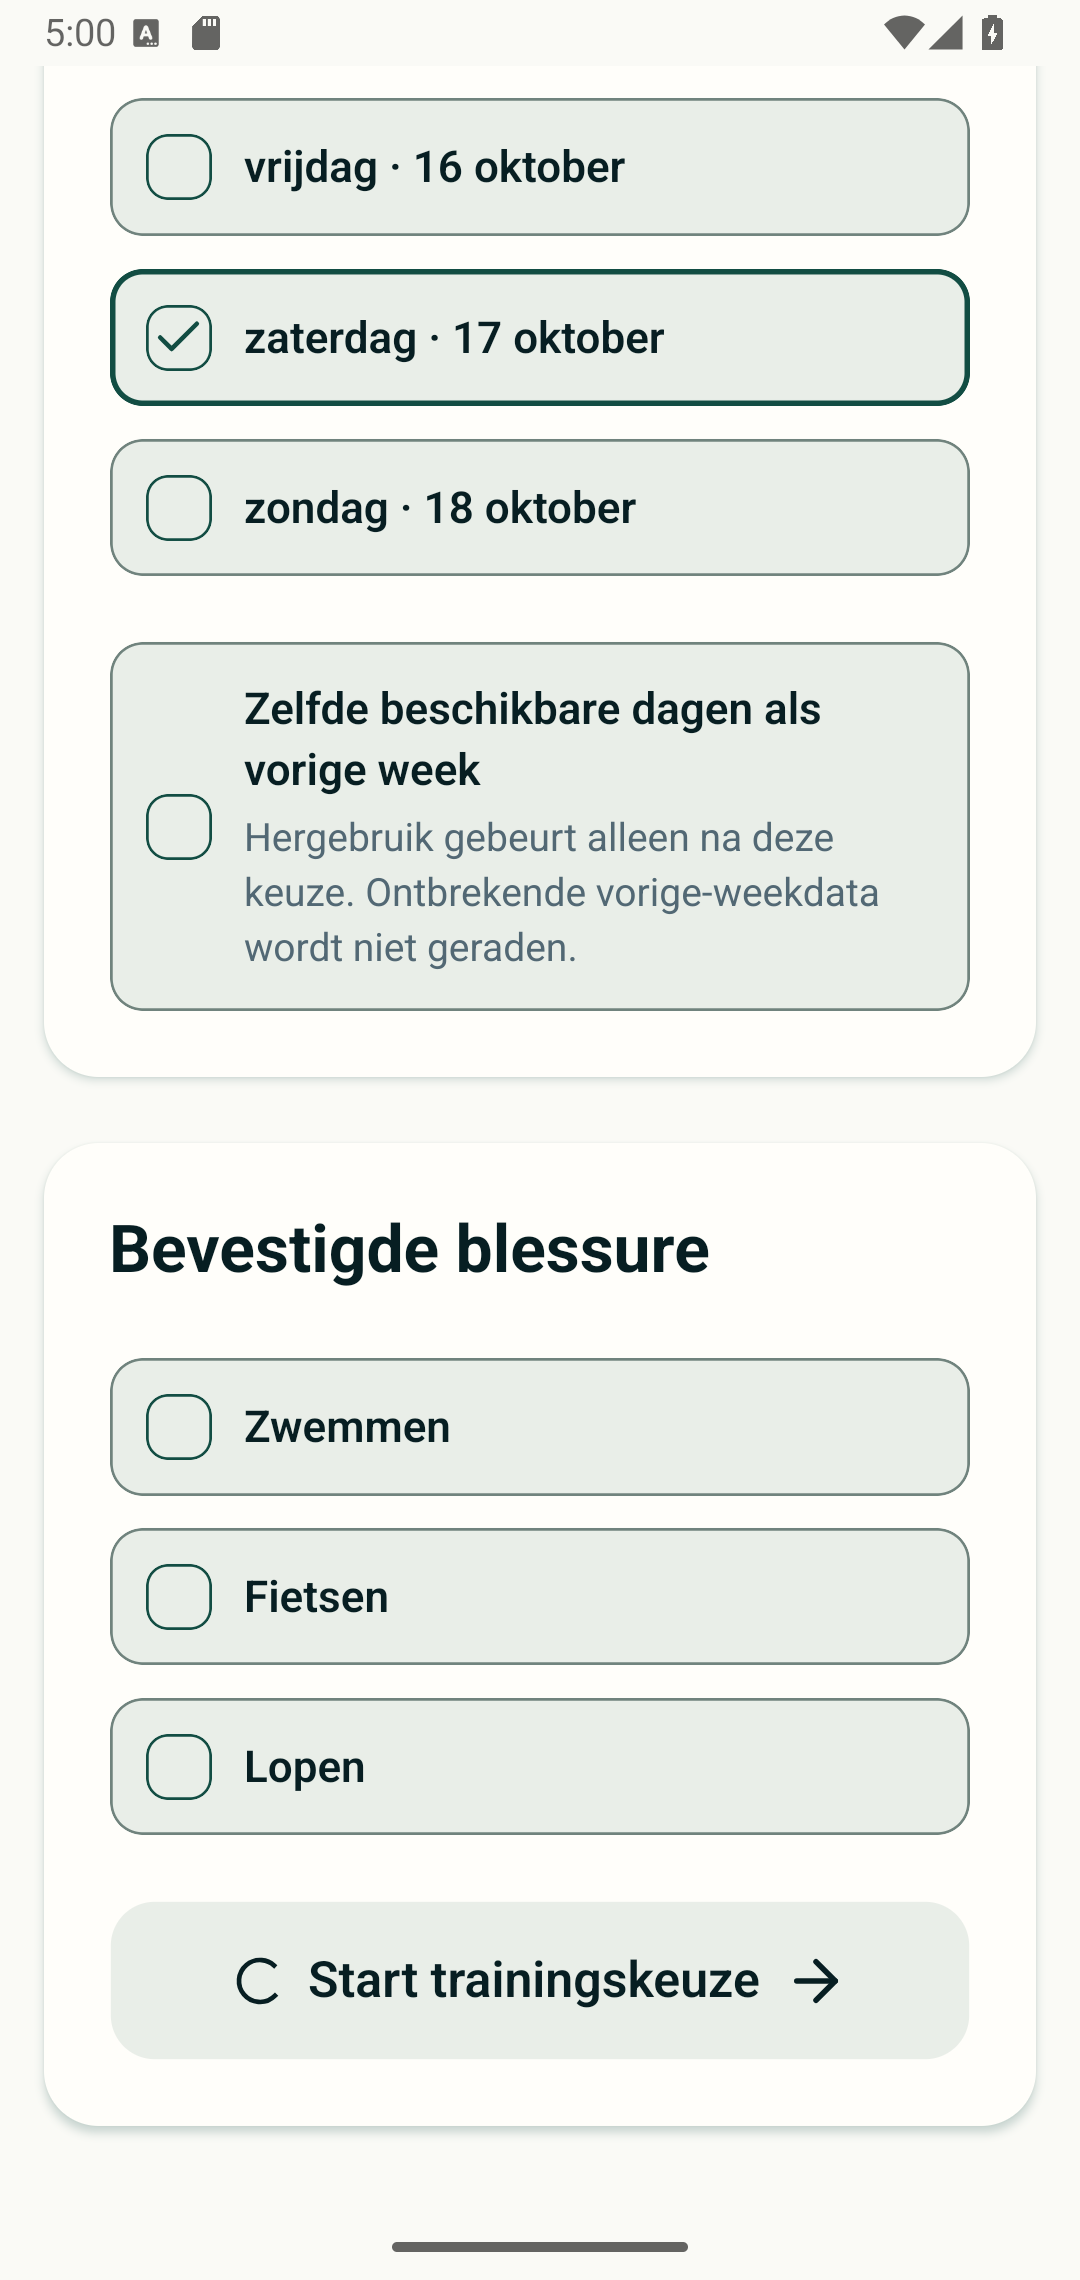 5:00
vrijdag · 16 oktober
zaterdag · 17 oktober
zondag · 18 oktober
Zelfde beschikbare dagen als
vorige week
Hergebruik gebeurt alleen na deze
keuze. Ontbrekende vorige-weekdata
wordt niet geraden.
Bevestigde blessure
Zwemmen
Fietsen
Lopen
Start trainingskeuze